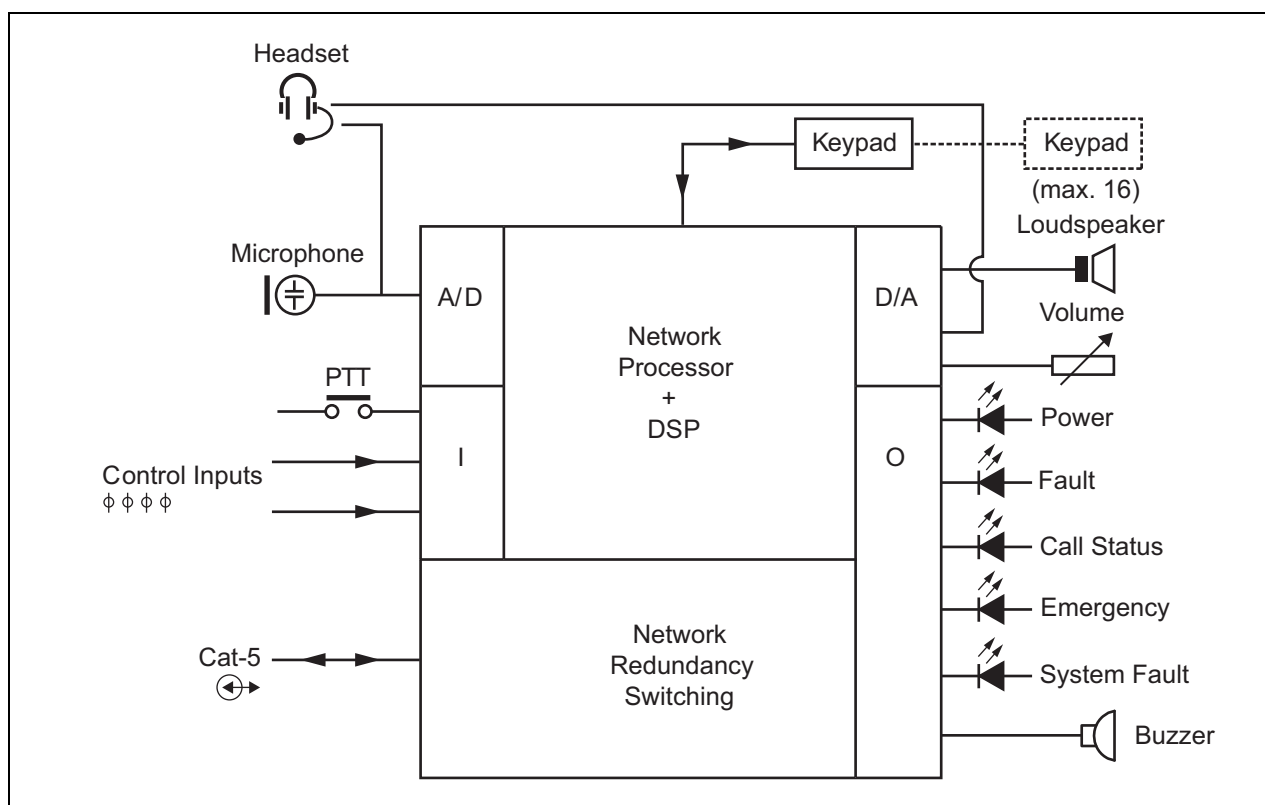 Headset
Keypad
Keypad
(max. 16)
Loudspeaker
Microphone
A/D
D/A
Volume
Network
Processor
+
DSP
PTT
I
O
Power
Control Inputs
Fault
Call Status
Emergency
Cat-5
Network
Redundancy
Switching
System Fault
Buzzer